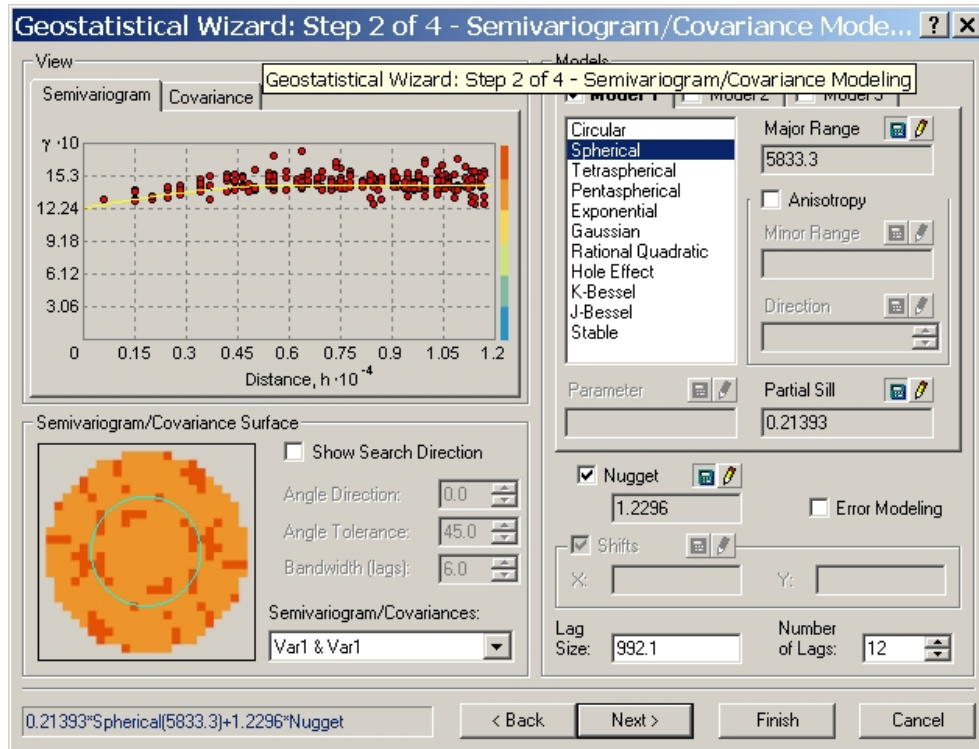 Geostatistical Wizard: Step 2 of 4 - Semivariogram/Covariance Mode...
View
Geostatistical Wizard: Step 2 of 4 - Semivariogram/Covariance Modeling
Semivariogram
Covariance
γ ·10
15.3
12.24
9.18
6.12
3.06
0 0.15 0.3 0.45 0.6 0.75 0.9 1.05 1.2
Distance, h ·10⁻⁴
Semivariogram/Covariance Surface
Show Search Direction
Angle Direction: 0.0
Angle Tolerance: 45.0
Bandwidth (lags): 6.0
Semivariogram/Covariances:
Var1 & Var1
Models
Model 1 Model 2 Model 3
Circular
Spherical
Tetraspherical
Pentaspherical
Exponential
Gaussian
Rational Quadratic
Hole Effect
K-Bessel
J-Bessel
Stable
Major Range
5833.3
Anisotropy
Minor Range
Direction
Parameter
Partial Sill
0.21393
Nugget
1.2296
Error Modeling
Shifts
X: Y:
Lag Size: 992.1
Number of Lags: 12
0.21393*Spherical(5833.3)+1.2296*Nugget
< Back
Next >
Finish
Cancel